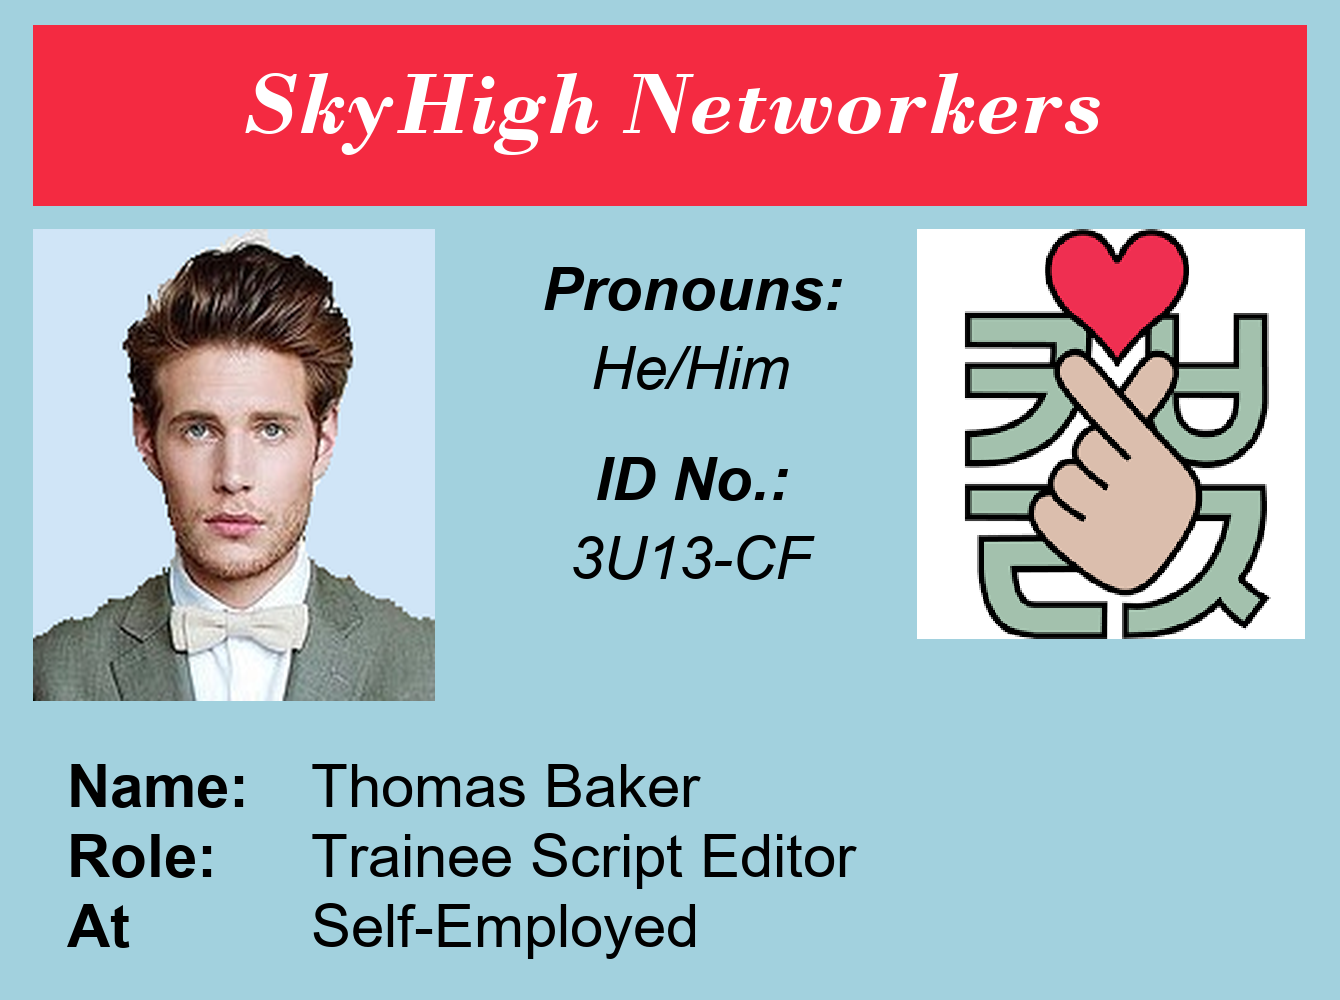 SkyHigh Networkers
Pronouns:
He/Him
ID No.:
3U13-CF
Name: Thomas Baker
Role: Trainee Script Editor
At Self-Employed